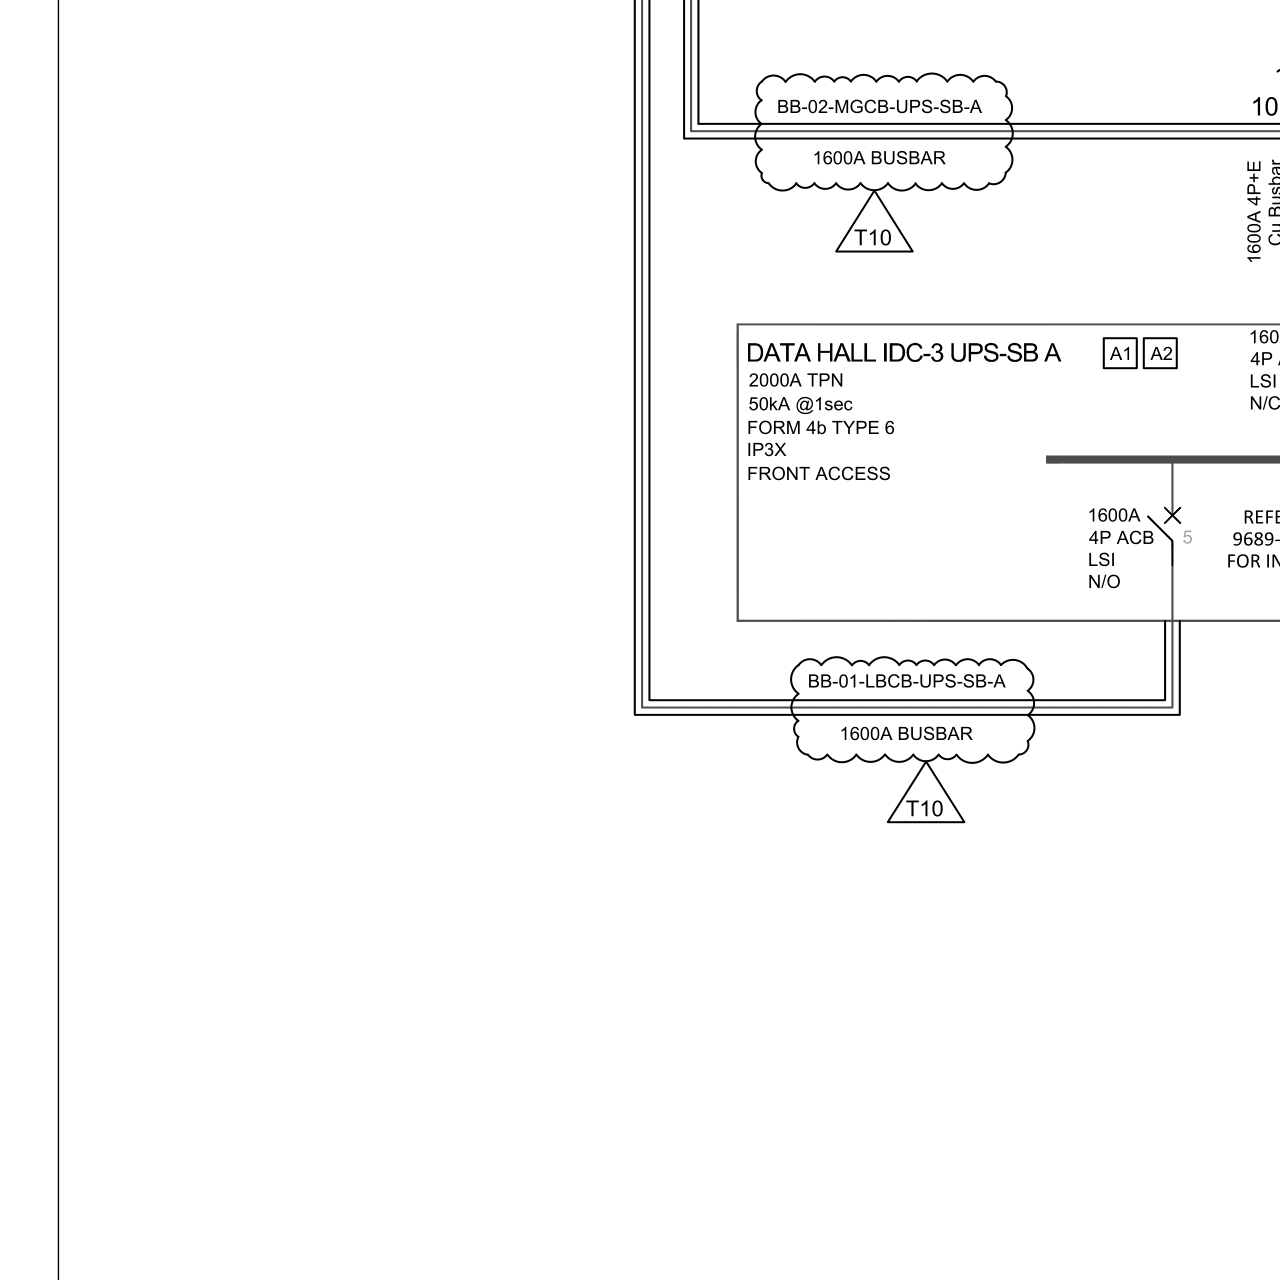 BB-02-MGCB-UPS-SB-A
10
1600A BUSBAR
T10
1600A 4P+E
Cu Busbar
DATA HALL IDC-3 UPS-SB A
A1 A2
2000A TPN
50kA @1sec
FORM 4b TYPE 6
IP3X
FRONT ACCESS
160
4P
LSI
N/C
1600A
4P ACB
LSI
N/O
5
REFE
9689-
FOR IN
BB-01-LBCB-UPS-SB-A
1600A BUSBAR
T10